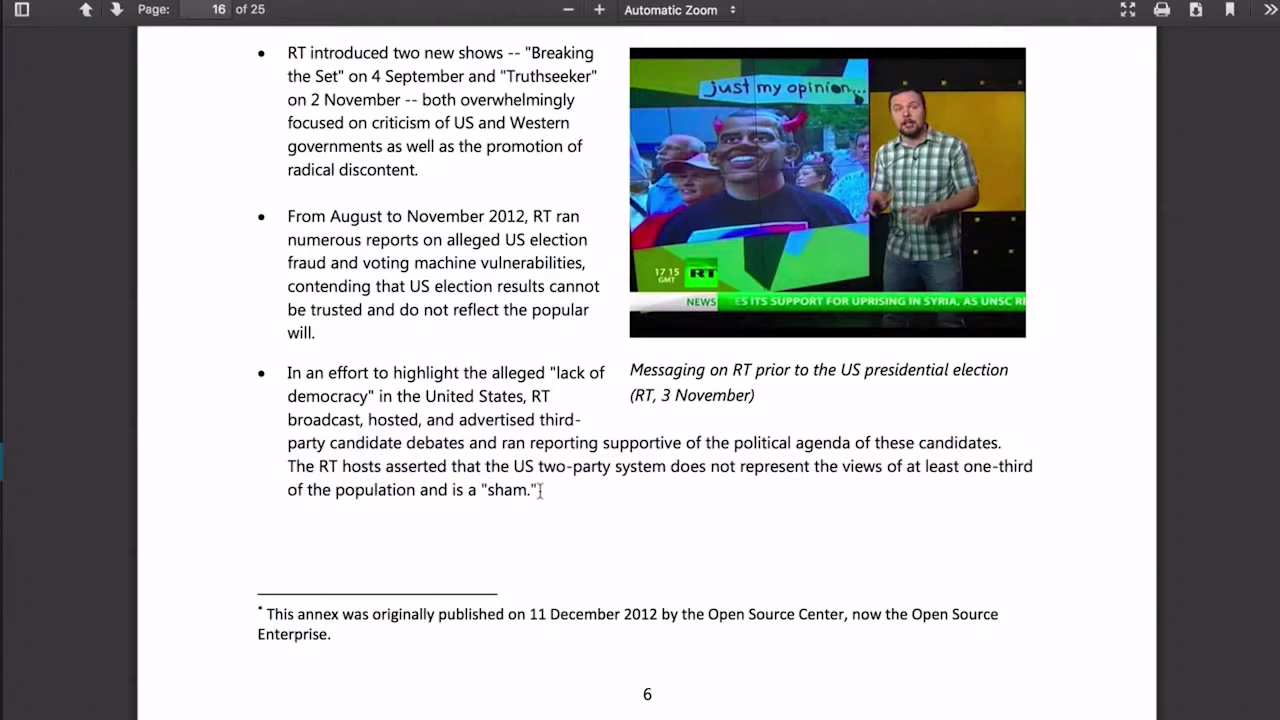 Page: 16 of 25 Automatic Zoom
• RT introduced two new shows -- "Breaking
the Set" on 4 September and "Truthseeker"
on 2 November -- both overwhelmingly
focused on criticism of US and Western
governments as well as the promotion of
radical discontent.
• From August to November 2012, RT ran
numerous reports on alleged US election
fraud and voting machine vulnerabilities,
contending that US election results cannot
be trusted and do not reflect the popular
will.
just my opinion...
17 15
GMT
RT
NEWS ES ITS SUPPORT FOR UPRISING IN SYRIA, AS UNSC RE
Messaging on RT prior to the US presidential election
(RT, 3 November)
• In an effort to highlight the alleged "lack of
democracy" in the United States, RT
broadcast, hosted, and advertised third-
party candidate debates and ran reporting supportive of the political agenda of these candidates.
The RT hosts asserted that the US two-party system does not represent the views of at least one-third
of the population and is a "sham."
* This annex was originally published on 11 December 2012 by the Open Source Center, now the Open Source
Enterprise.
6